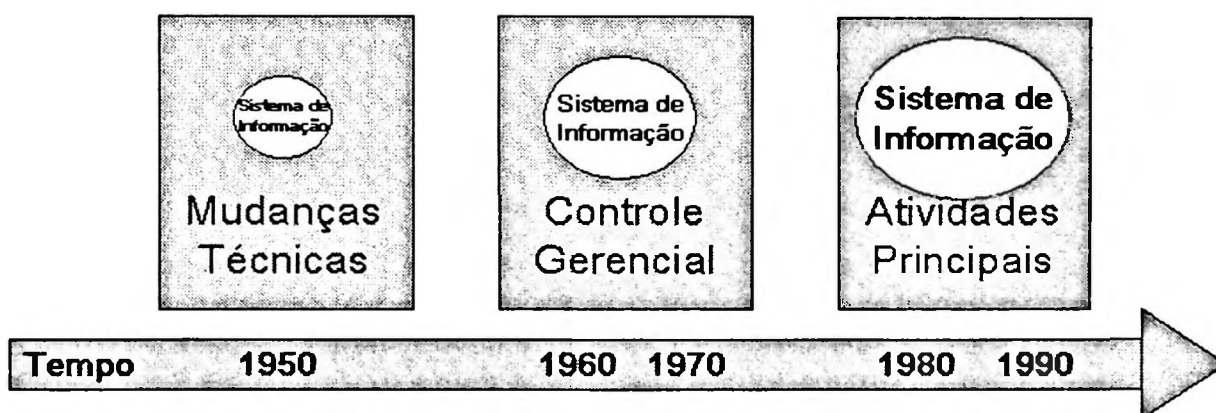 Sistema de
Informação
Mudanças
Técnicas
Sistema de
Informação
Controle
Gerencial
Sistema de
Informação
Atividades
Principais
Tempo 1950 1960 1970 1980 1990